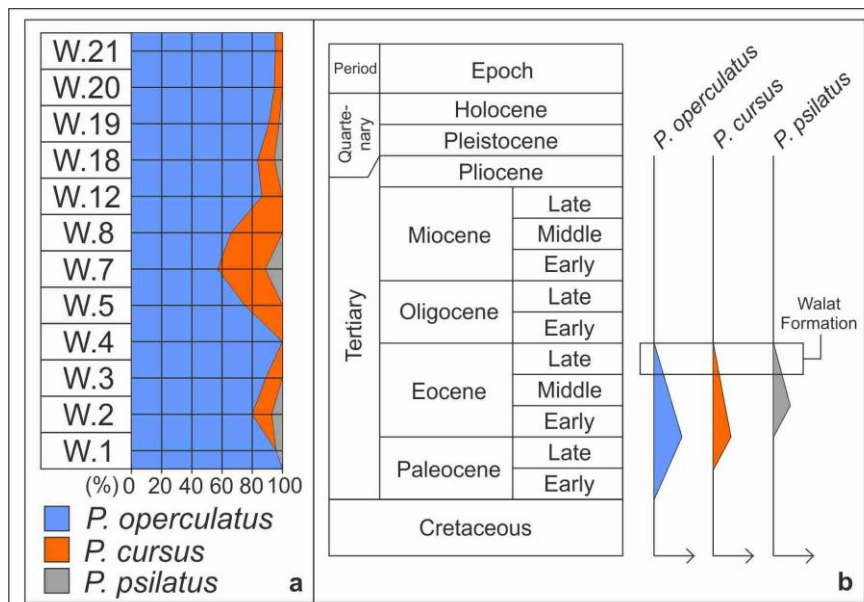 W.21
W.20
W.19
W.18
W.12
W.8
W.7
W.5
W.4
W.3
W.2
W.1
(%) 0 20 40 60 80 100
P. operculatus
P. cursus
P. psilatus
a
Period Epoch
Quarte-
nary
Holocene
Pleistocene
Pliocene
Tertiary
Miocene
Late
Middle
Early
Oligocene
Late
Early
Eocene
Late
Middle
Early
Paleocene
Late
Early
Cretaceous
P. operculatus
P. cursus
P. psilatus
Walat
Formation
b